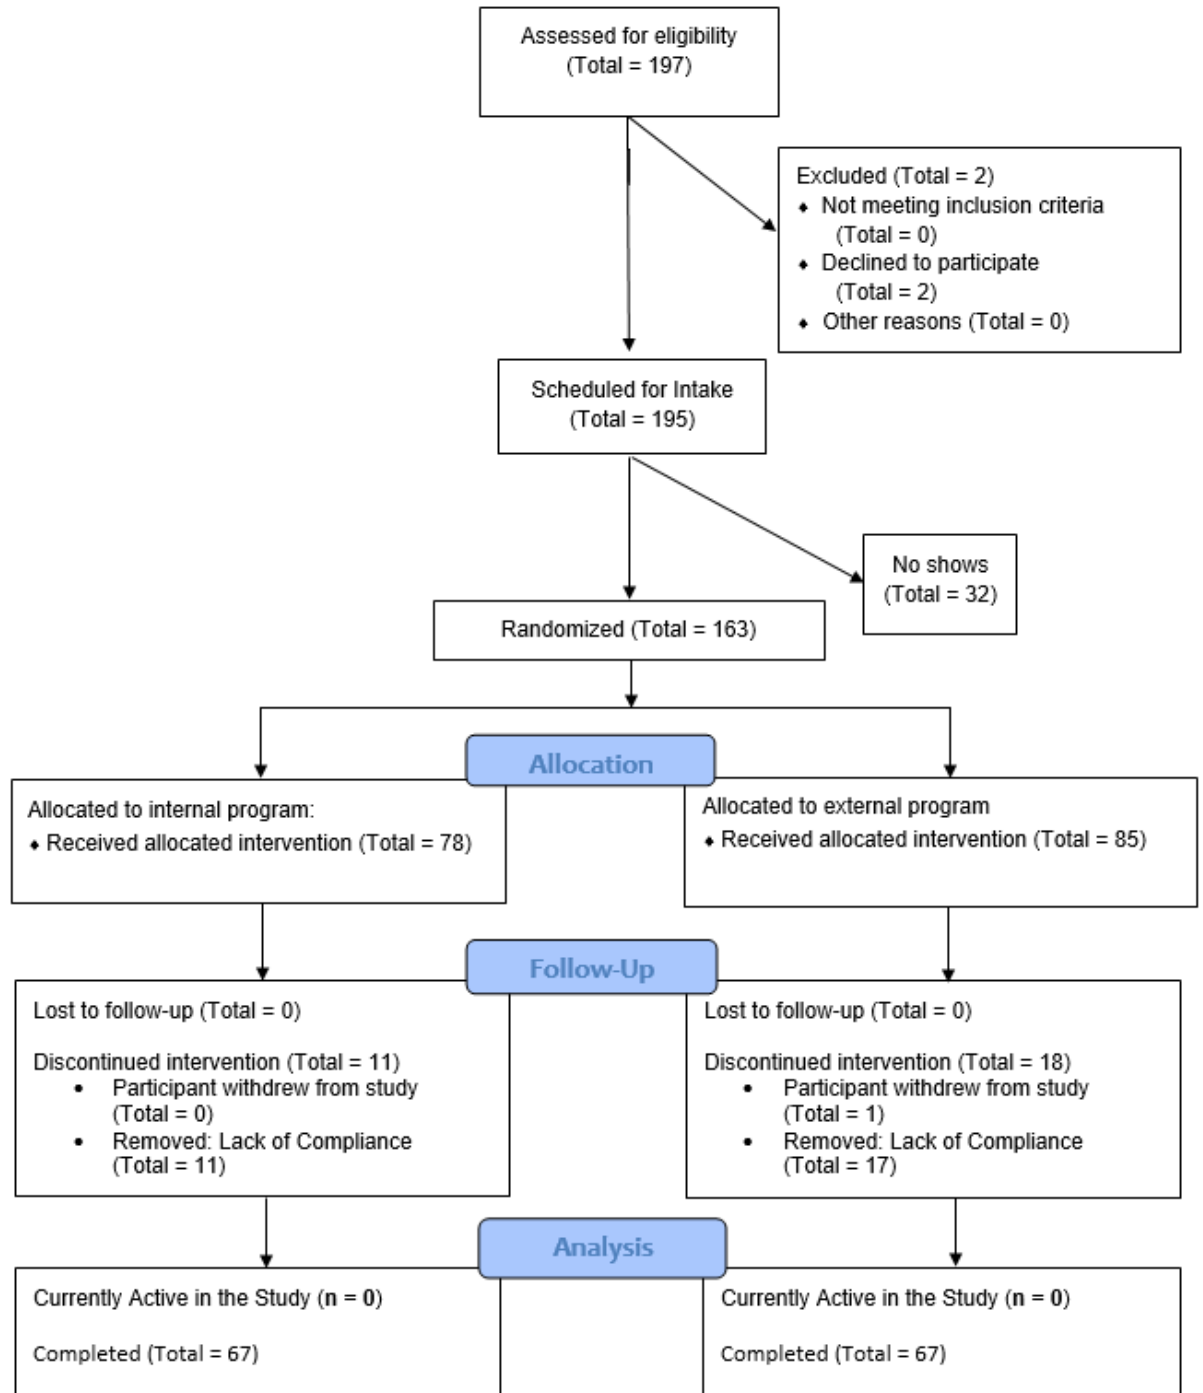 Assessed for eligibility
(Total = 197)
Excluded (Total = 2)
⬧ Not meeting inclusion criteria
(Total = 0)
⬧ Declined to participate
(Total = 2)
⬧ Other reasons (Total = 0)
Scheduled for Intake
(Total = 195)
No shows
(Total = 32)
Randomized (Total = 163)
Allocation
Allocated to internal program:
⬧ Received allocated intervention (Total = 78)
Allocated to external program
⬧ Received allocated intervention (Total = 85)
Follow-Up
Lost to follow-up (Total = 0)
Discontinued intervention (Total = 11)
• Participant withdrew from study
(Total = 0)
• Removed: Lack of Compliance
(Total = 11)
Lost to follow-up (Total = 0)
Discontinued intervention (Total = 18)
• Participant withdrew from study
(Total = 1)
• Removed: Lack of Compliance
(Total = 17)
Analysis
Currently Active in the Study (n = 0)
Completed (Total = 67)
Currently Active in the Study (n = 0)
Completed (Total = 67)